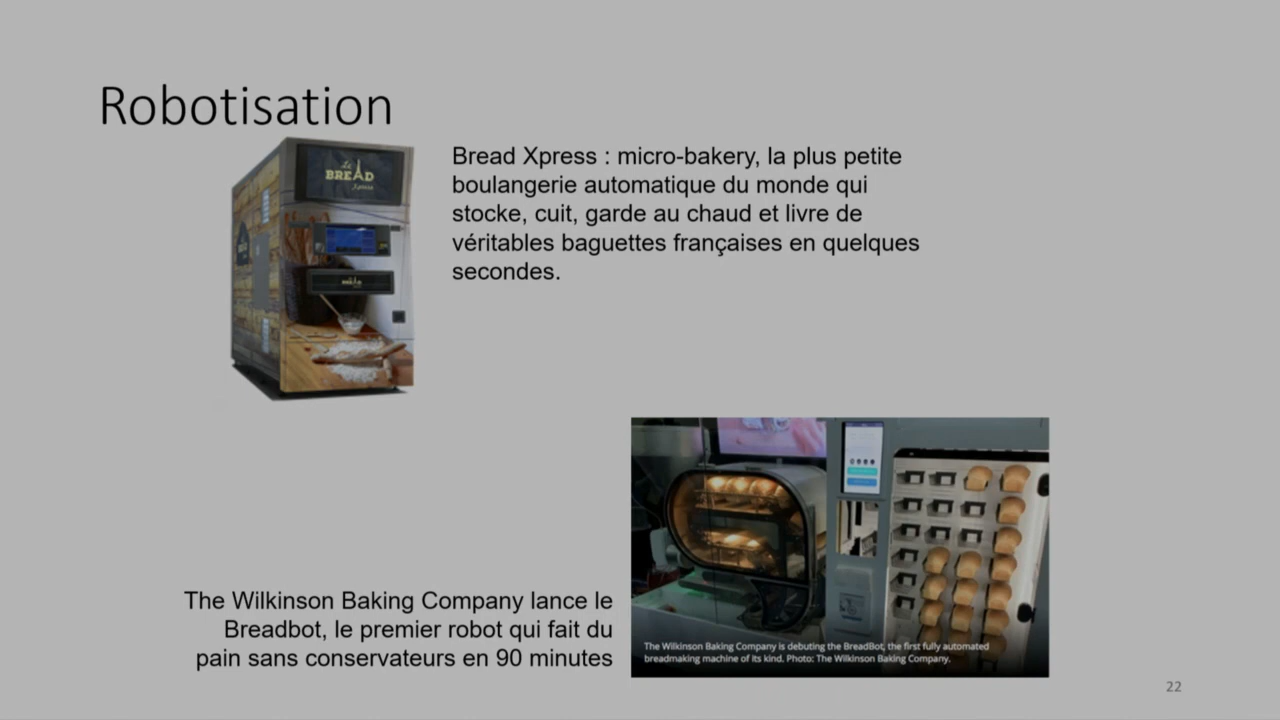 Robotisation
Le
BREAD
Xpress
Bread Xpress : micro-bakery, la plus petite
boulangerie automatique du monde qui
stocke, cuit, garde au chaud et livre de
véritables baguettes françaises en quelques
secondes.
The Wilkinson Baking Company lance le
Breadbot, le premier robot qui fait du
pain sans conservateurs en 90 minutes
The Wilkinson Baking Company is debuting the BreadBot, the first fully automated
breadmaking machine of its kind. Photo: The Wilkinson Baking Company.
22